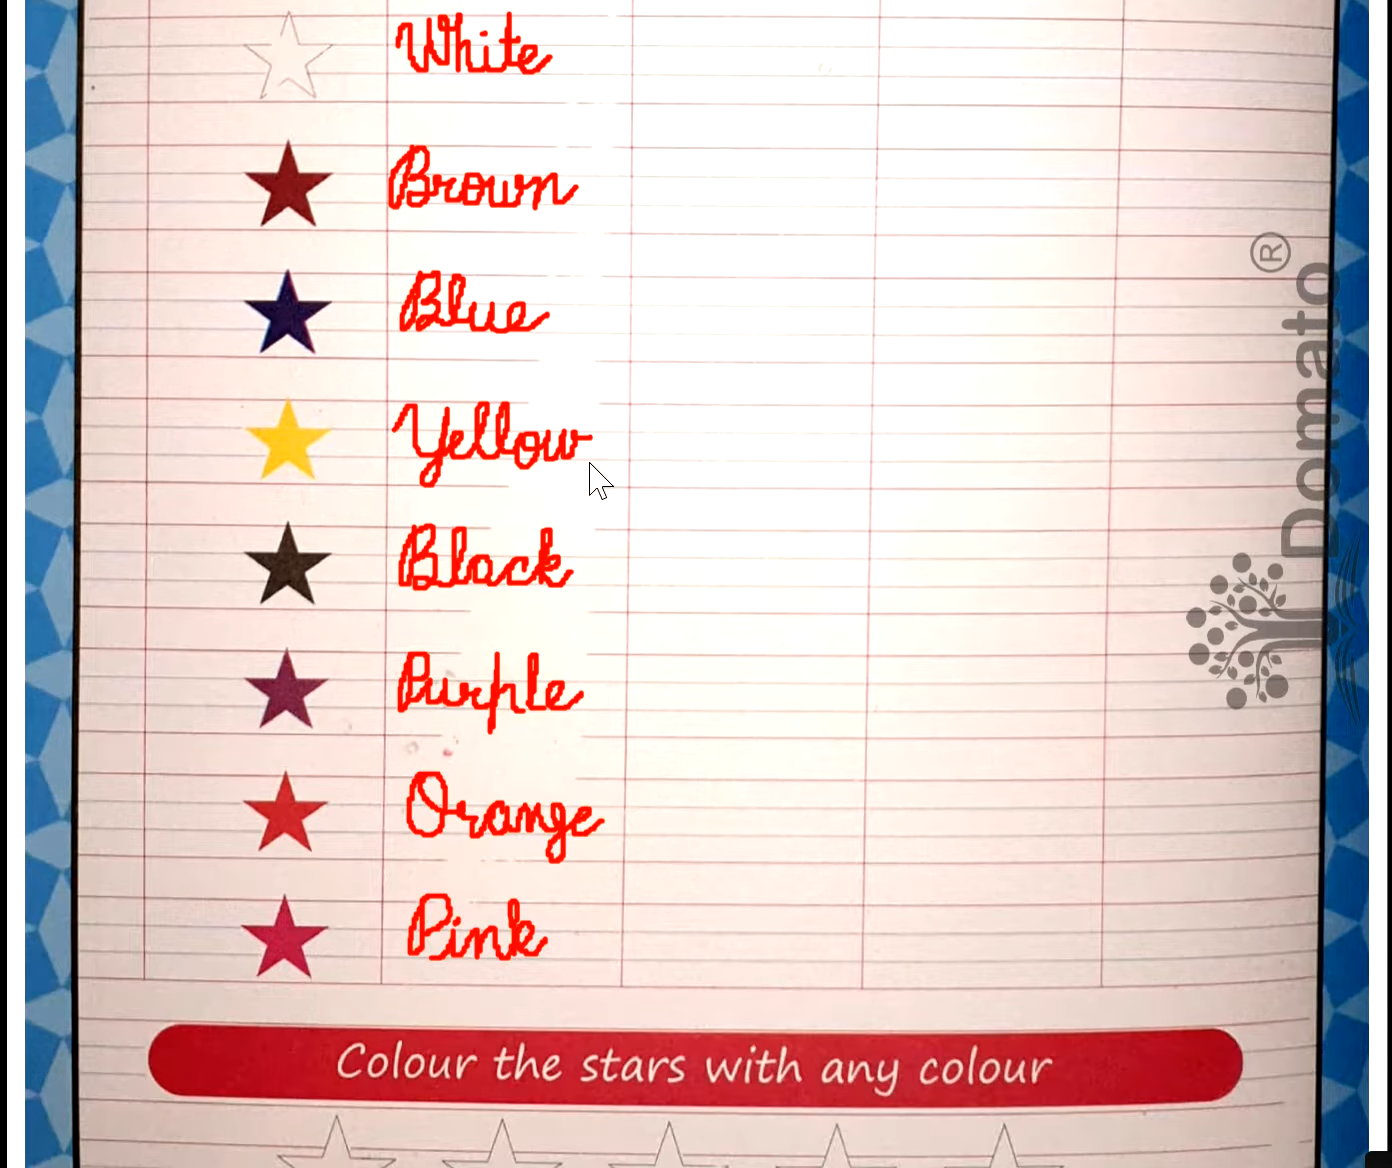 White
Brown
Blue
Yellow
Black
Purple
Orange
Pink
Colour the stars with any colour
Domato®